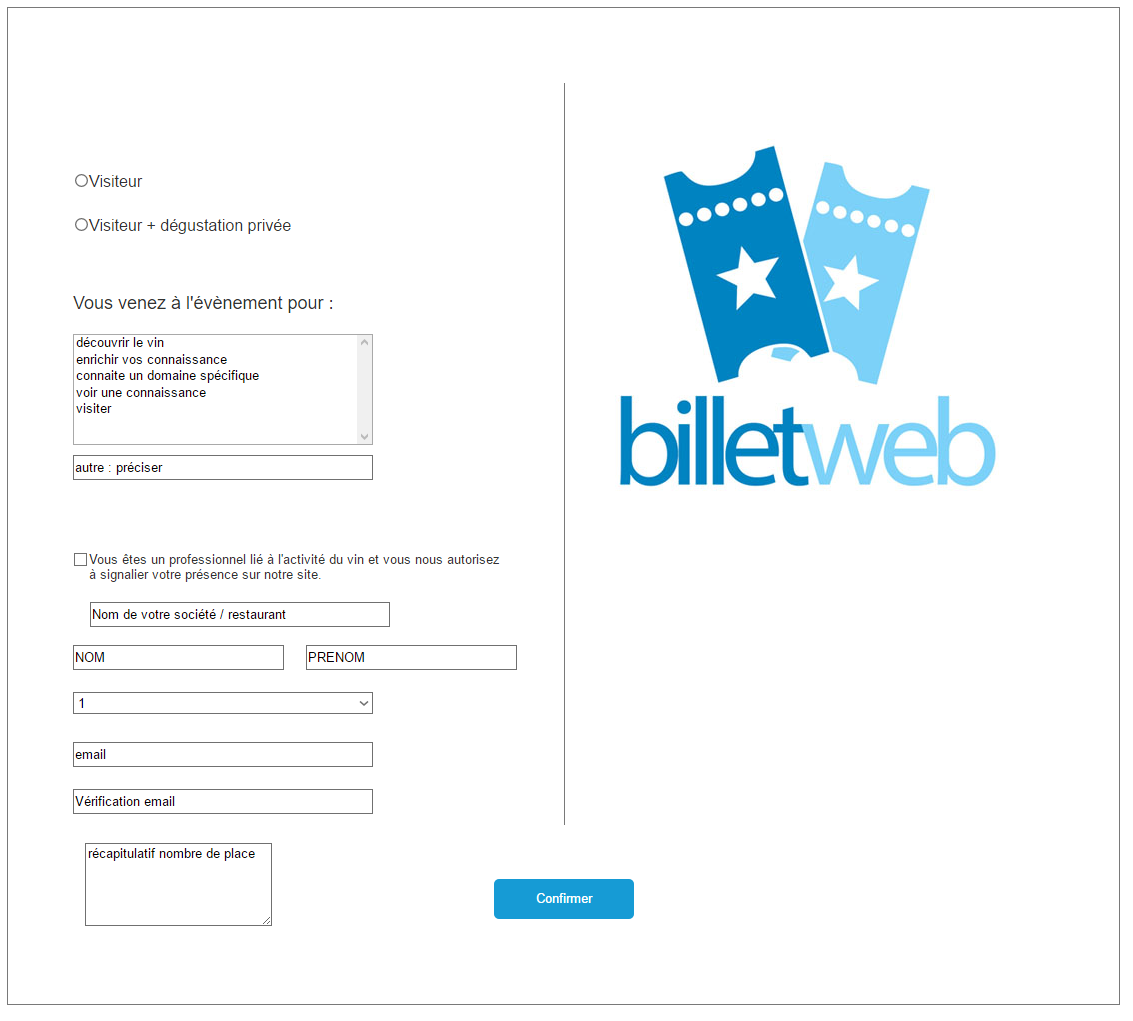 Visiteur
Visiteur + dégustation privée
Vous venez à l'évènement pour :
découvrir le vin
enrichir vos connaissance
connaite un domaine spécifique
voir une connaissance
visiter
autre : préciser
Vous êtes un professionnel lié à l'activité du vin et vous nous autorisez
à signalier votre présence sur notre site.
Nom de votre société / restaurant
NOM
PRENOM
1
email
Vérification email
récapitulatif nombre de place
Confirmer
billetweb